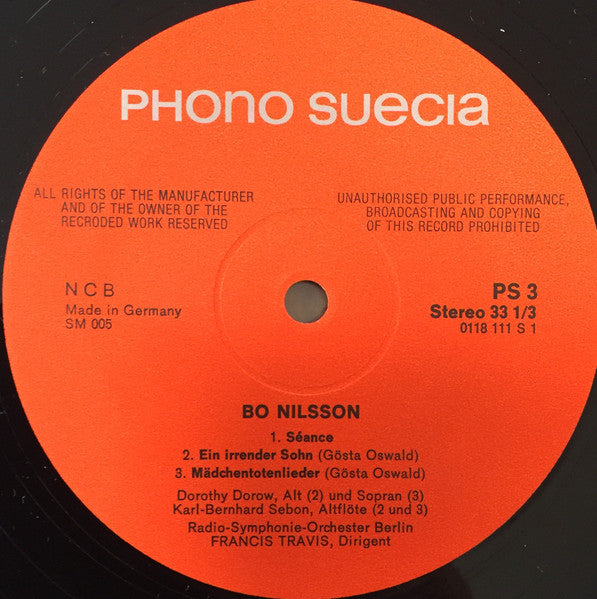 PHONO SUECIA
ALL RIGHTS OF THE MANUFACTURER
AND OF THE OWNER OF THE
RECRODED WORK RESERVED
UNAUTHORISED PUBLIC PERFORMANCE,
BROADCASTING AND COPYING
OF THIS RECORD PROHIBITED
NCB
Made in Germany
SM 005
PS 3
Stereo 33 1/3
0118 111 S 1
BO NILSSON
1. Séance
2. Ein irrender Sohn (Gösta Oswald)
3. Mädchentotenlieder (Gösta Oswald)
Dorothy Dorow, Alt (2) und Sopran (3)
Karl-Bernhard Sebon, Altflöte (2 und 3)
Radio-Symphonie-Orchester Berlin
FRANCIS TRAVIS, Dirigent